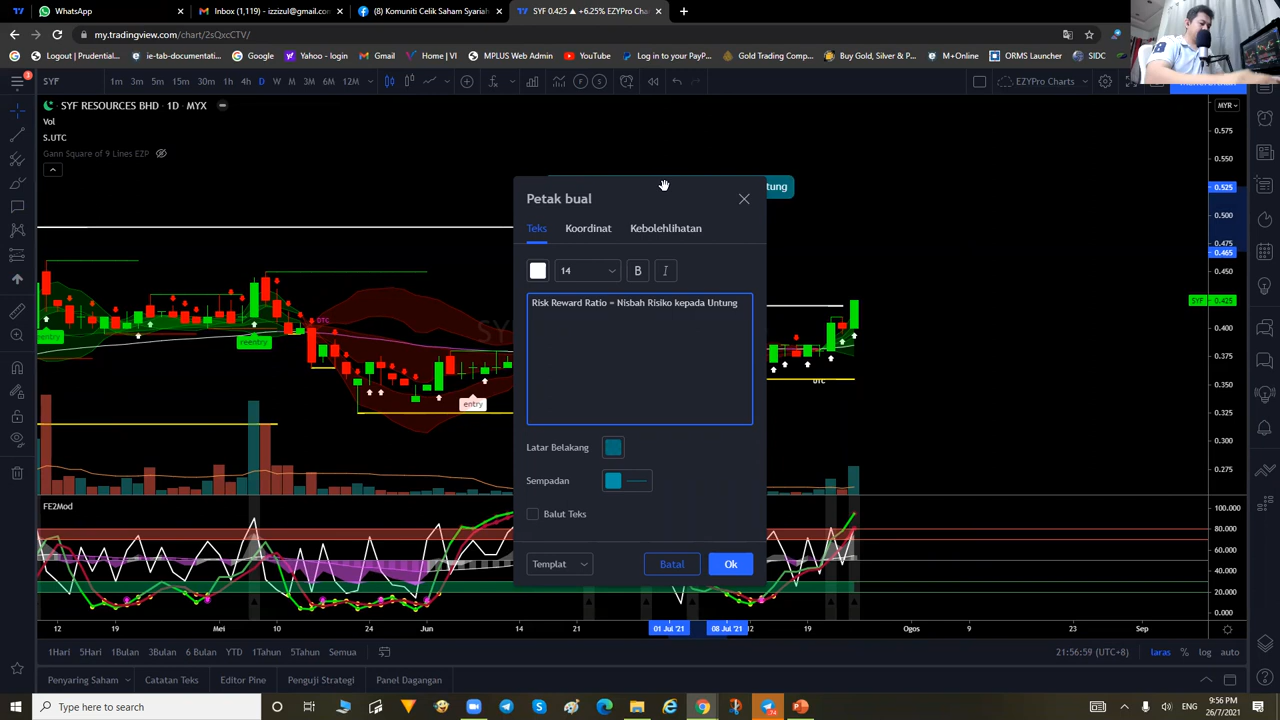 WhatsApp
Inbox (1,119) - izzizul@gmail.con
(8) Komuniti Celik Saham Syariah
SYF 0.425 ▲ +6.25% EZYPro Char
my.tradingview.com/chart/2sQxcCTV/
Google
ie-tab-documentati...
Google
Yahoo - login
Gmail
Home | VI
MPLUS Web Admin
YouTube
Log in to your PayP...
Gold Trading Comp...
Buy Gold, Silver & P...
M+Online
ORMS Launcher
SIDC
SYF
1m 3m 5m 15m 30m 1h 4h D W M 3M 6M 12M
EZYPro Charts
SYF RESOURCES BHD · 1D · MYX
Vol
S.UTC
Gann Square of 9 Lines EZP
MYR
0.575
0.550
0.525
0.500
0.475
0.465
0.450
SYF 0.425
0.400
0.375
0.350
0.325
0.300
0.275
tung
Petak bual
Teks Koordinat Kebolehlihatan
14 B I
Risk Reward Ratio = Nisbah Risiko kepada Untung
Latar Belakang
Sempadan
Balut Teks
Templat Batal Ok
reentry
DTC
entry
UTC
FE2Mod
100.000
80.000
60.000
40.000
20.000
0.000
12 19 Mei 10 24 Jun 14 21 01 Jul '21 08 Jul '21 12 19 Ogos 9 23 Sep
1Hari 5Hari 1Bulan 3Bulan 6 Bulan YTD 1Tahun 5Tahun Semua
21:56:59 (UTC+8) laras % log auto
Penyaring Saham Catatan Teks Editor Pine Penguji Strategi Panel Dagangan
Type here to search
9:56 PM
26/7/2021